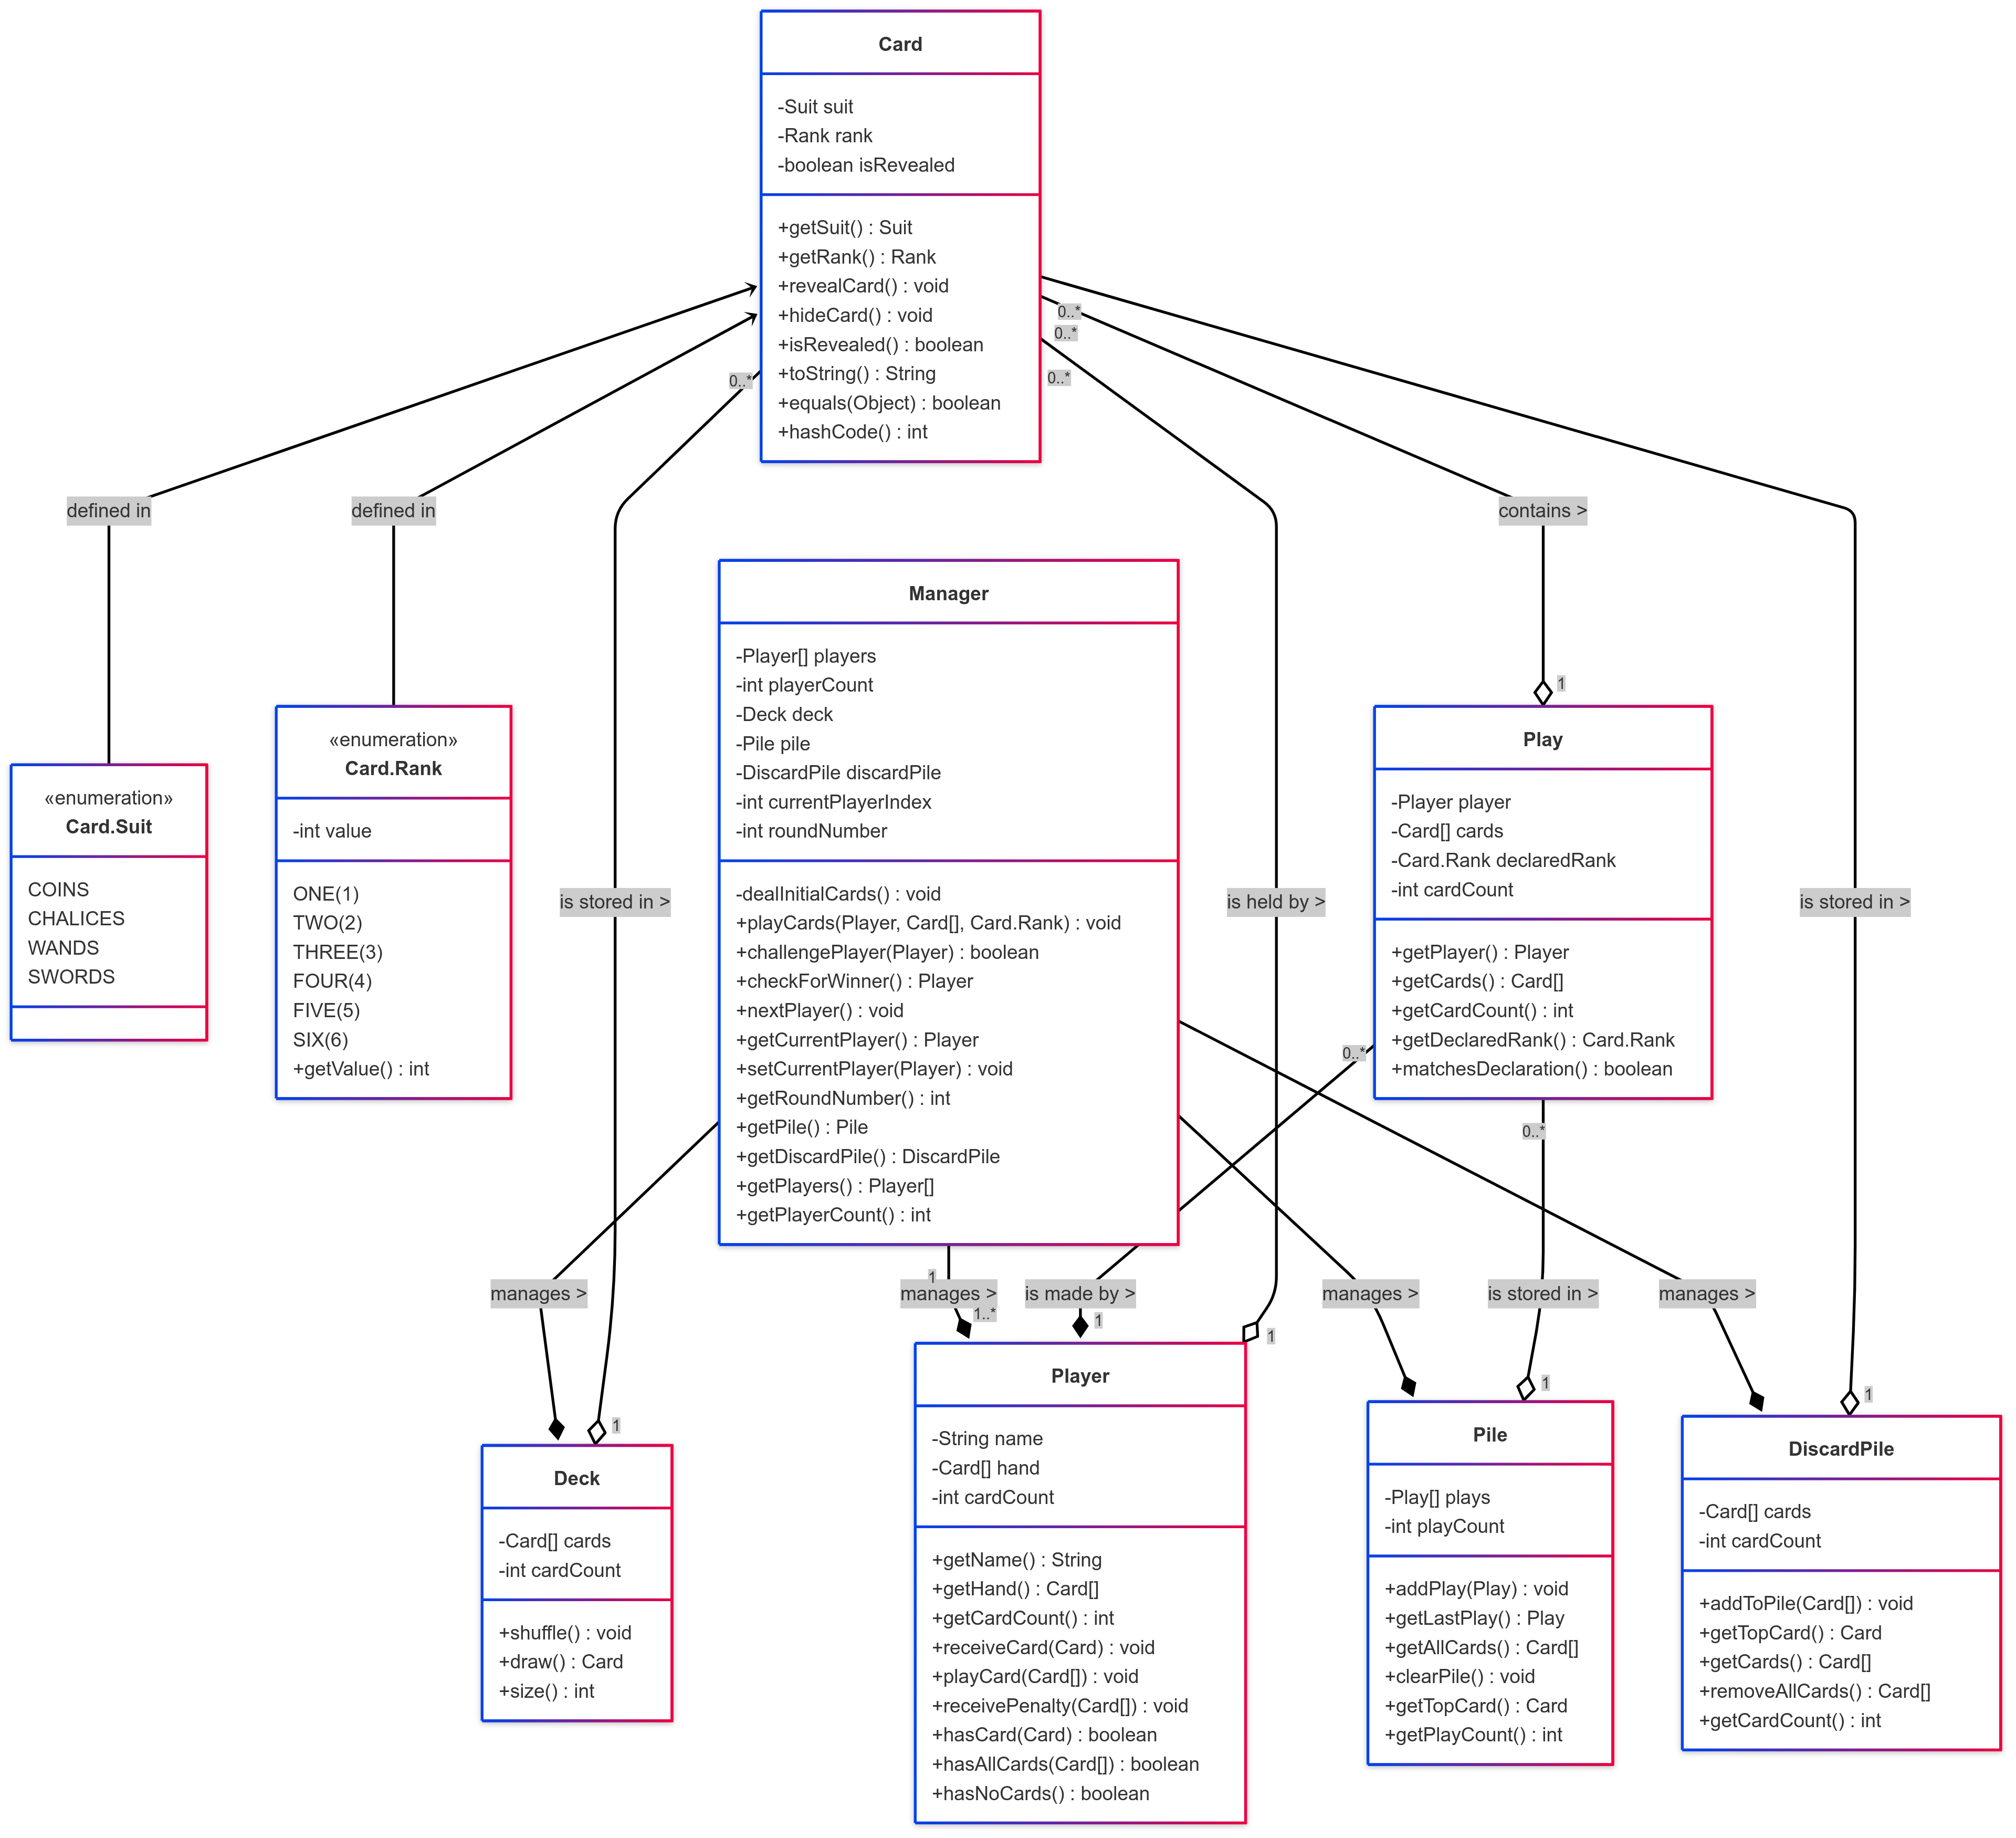 Card
-Suit suit
-Rank rank
-boolean isRevealed
+getSuit() : Suit
+getRank() : Rank
+revealCard() : void
+hideCard() : void
+isRevealed() : boolean
+toString() : String
+equals(Object) : boolean
+hashCode() : int
0..*
0..*
0..*
0..*
defined in
defined in
contains >
Manager
-Player[] players
-int playerCount
-Deck deck
-Pile pile
-DiscardPile discardPile
-int currentPlayerIndex
-int roundNumber
-dealInitialCards() : void
+playCards(Player, Card[], Card.Rank) : void
+challengePlayer(Player) : boolean
+checkForWinner() : Player
+nextPlayer() : void
+getCurrentPlayer() : Player
+setCurrentPlayer(Player) : void
+getRoundNumber() : int
+getPile() : Pile
+getDiscardPile() : DiscardPile
+getPlayers() : Player[]
+getPlayerCount() : int
«enumeration»
Card.Suit
COINS
CHALICES
WANDS
SWORDS
«enumeration»
Card.Rank
-int value
ONE(1)
TWO(2)
THREE(3)
FOUR(4)
FIVE(5)
SIX(6)
+getValue() : int
is stored in >
is held by >
1
Play
-Player player
-Card[] cards
-Card.Rank declaredRank
-int cardCount
+getPlayer() : Player
+getCards() : Card[]
+getCardCount() : int
+getDeclaredRank() : Card.Rank
+matchesDeclaration() : boolean
is stored in >
0..*
0..*
manages >
1
manages >
1..*
is made by >
1
1
manages >
is stored in >
1
manages >
1
1
Deck
-Card[] cards
-int cardCount
+shuffle() : void
+draw() : Card
+size() : int
Player
-String name
-Card[] hand
-int cardCount
+getName() : String
+getHand() : Card[]
+getCardCount() : int
+receiveCard(Card) : void
+playCard(Card[]) : void
+receivePenalty(Card[]) : void
+hasCard(Card) : boolean
+hasAllCards(Card[]) : boolean
+hasNoCards() : boolean
Pile
-Play[] plays
-int playCount
+addPlay(Play) : void
+getLastPlay() : Play
+getAllCards() : Card[]
+clearPile() : void
+getTopCard() : Card
+getPlayCount() : int
DiscardPile
-Card[] cards
-int cardCount
+addToPile(Card[]) : void
+getTopCard() : Card
+getCards() : Card[]
+removeAllCards() : Card[]
+getCardCount() : int